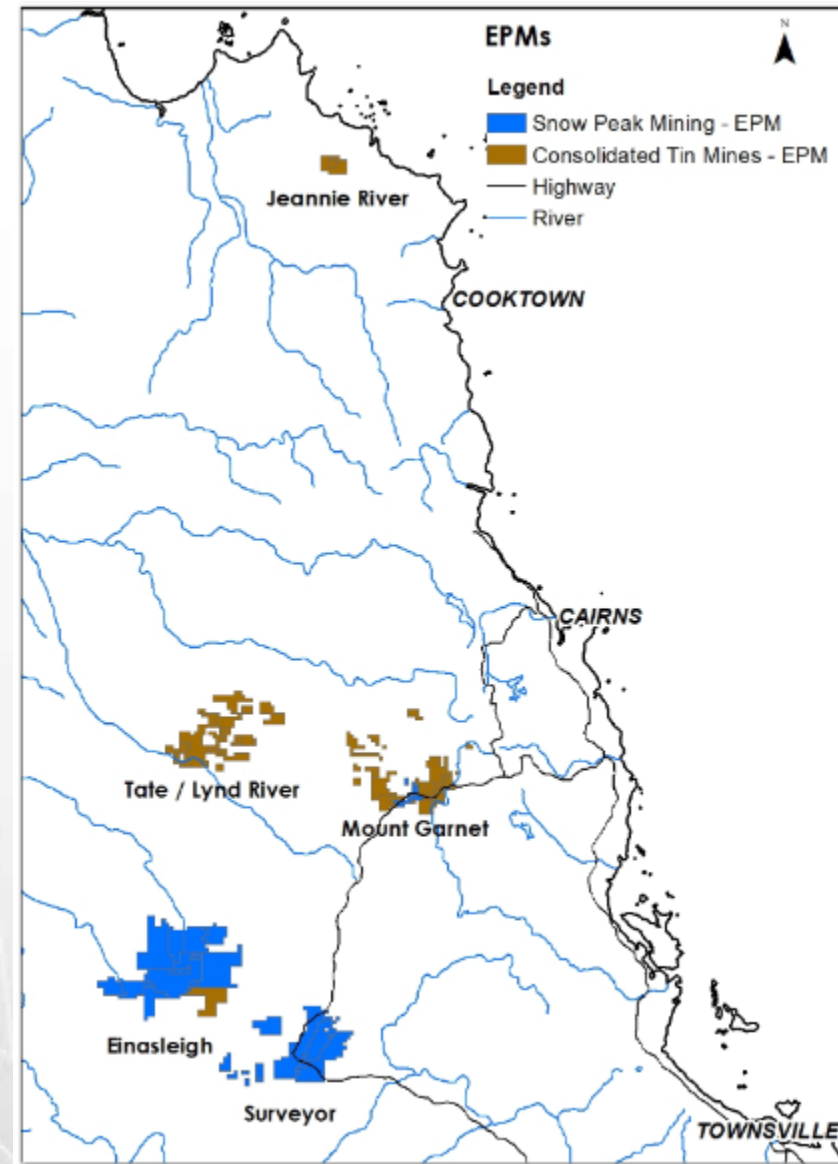 EPMs
N
Legend
Snow Peak Mining - EPM
Consolidated Tin Mines - EPM
Highway
River
Jeannie River
COOKTOWN
CAIRNS
Tate / Lynd River
Mount Garnet
Einasleigh
Surveyor
TOWNSVILLE